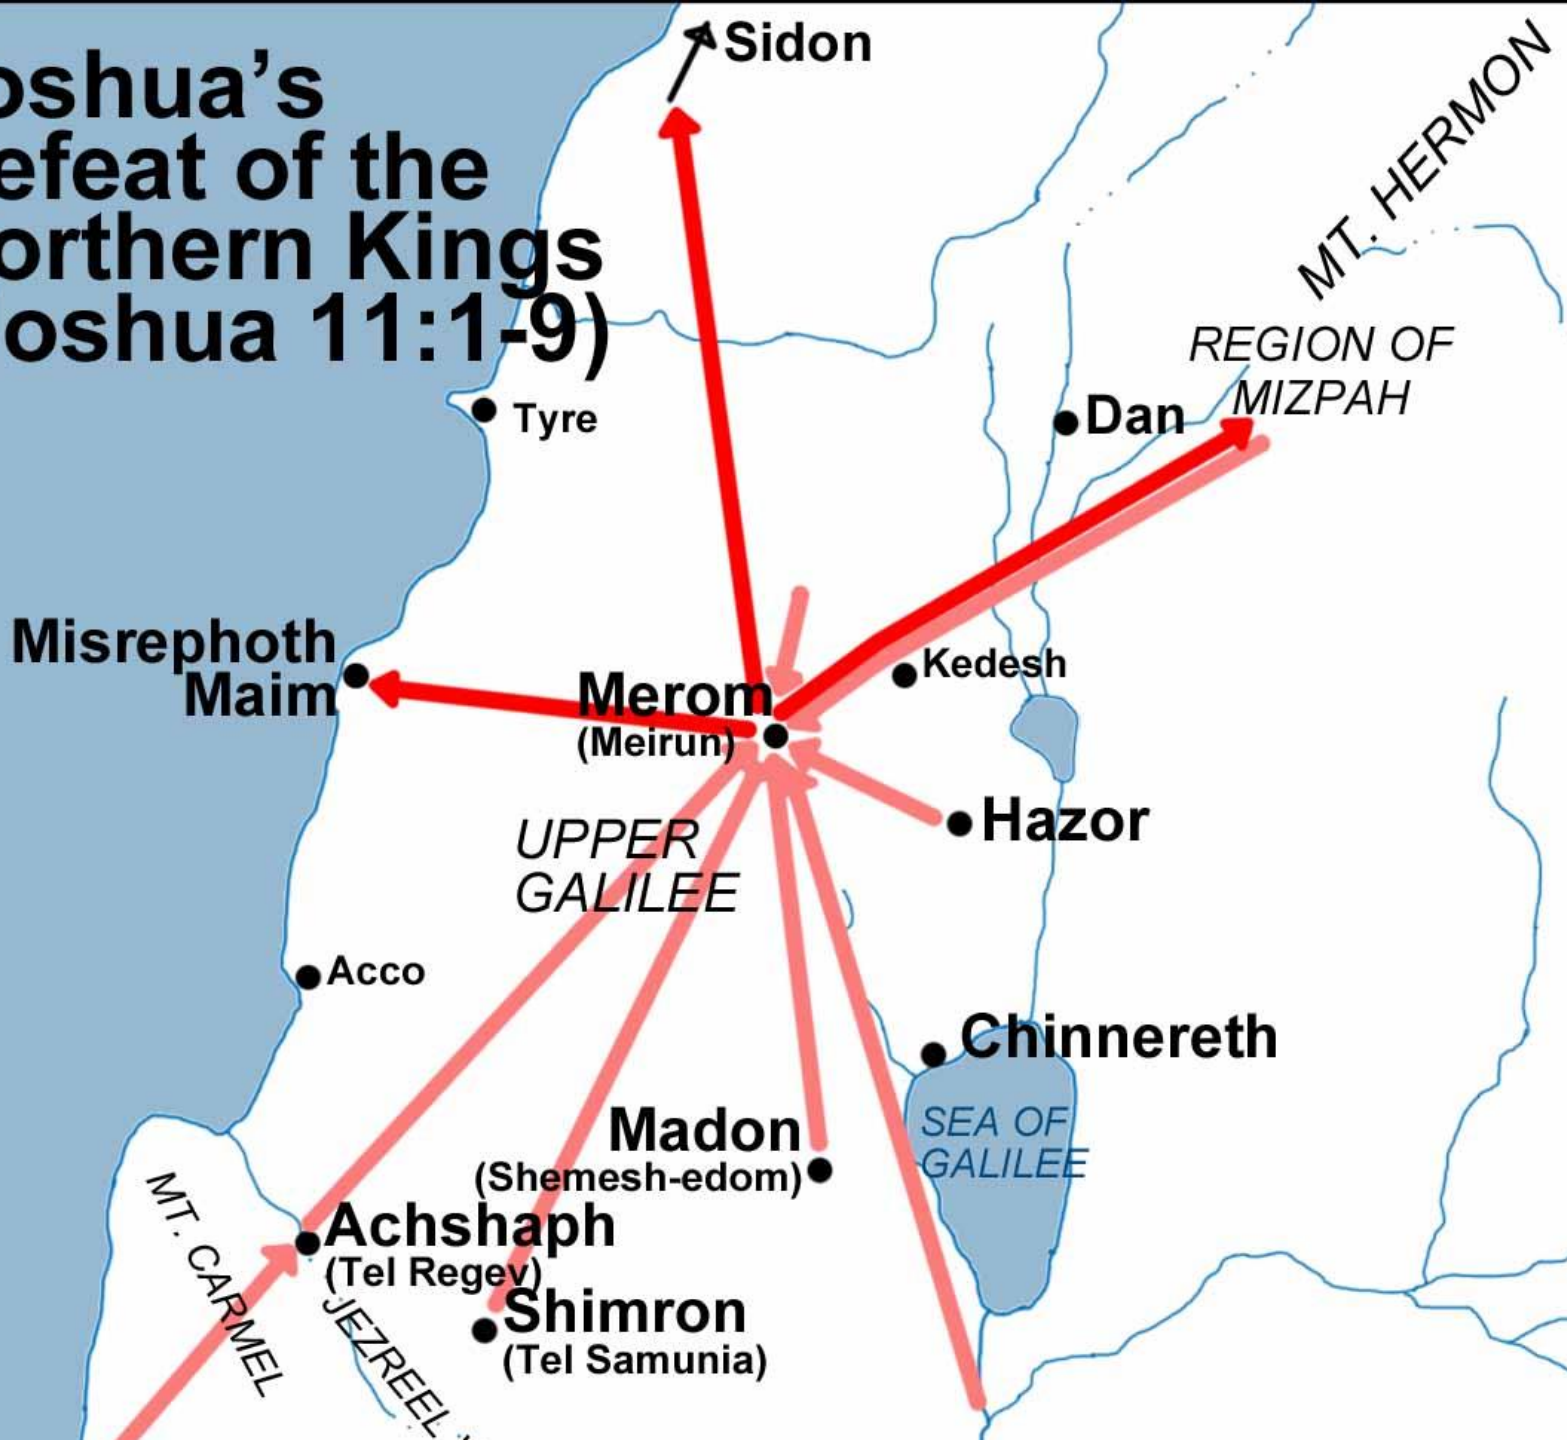 Sidon
oshua's
efeat of the
orthern Kings
oshua 11:1-9)
MT. HERMON
REGION OF
MIZPAH
Tyre
Dan
Misrephoth
Maim
Merom
(Meirun)
Kedesh
Hazor
UPPER
GALILEE
Acco
Chinnereth
SEA OF
GALILEE
Madon
(Shemesh-edom)
MT. CARMEL
Achshaph
(Tel Regev)
JEZREEL
Shimron
(Tel Samunia)